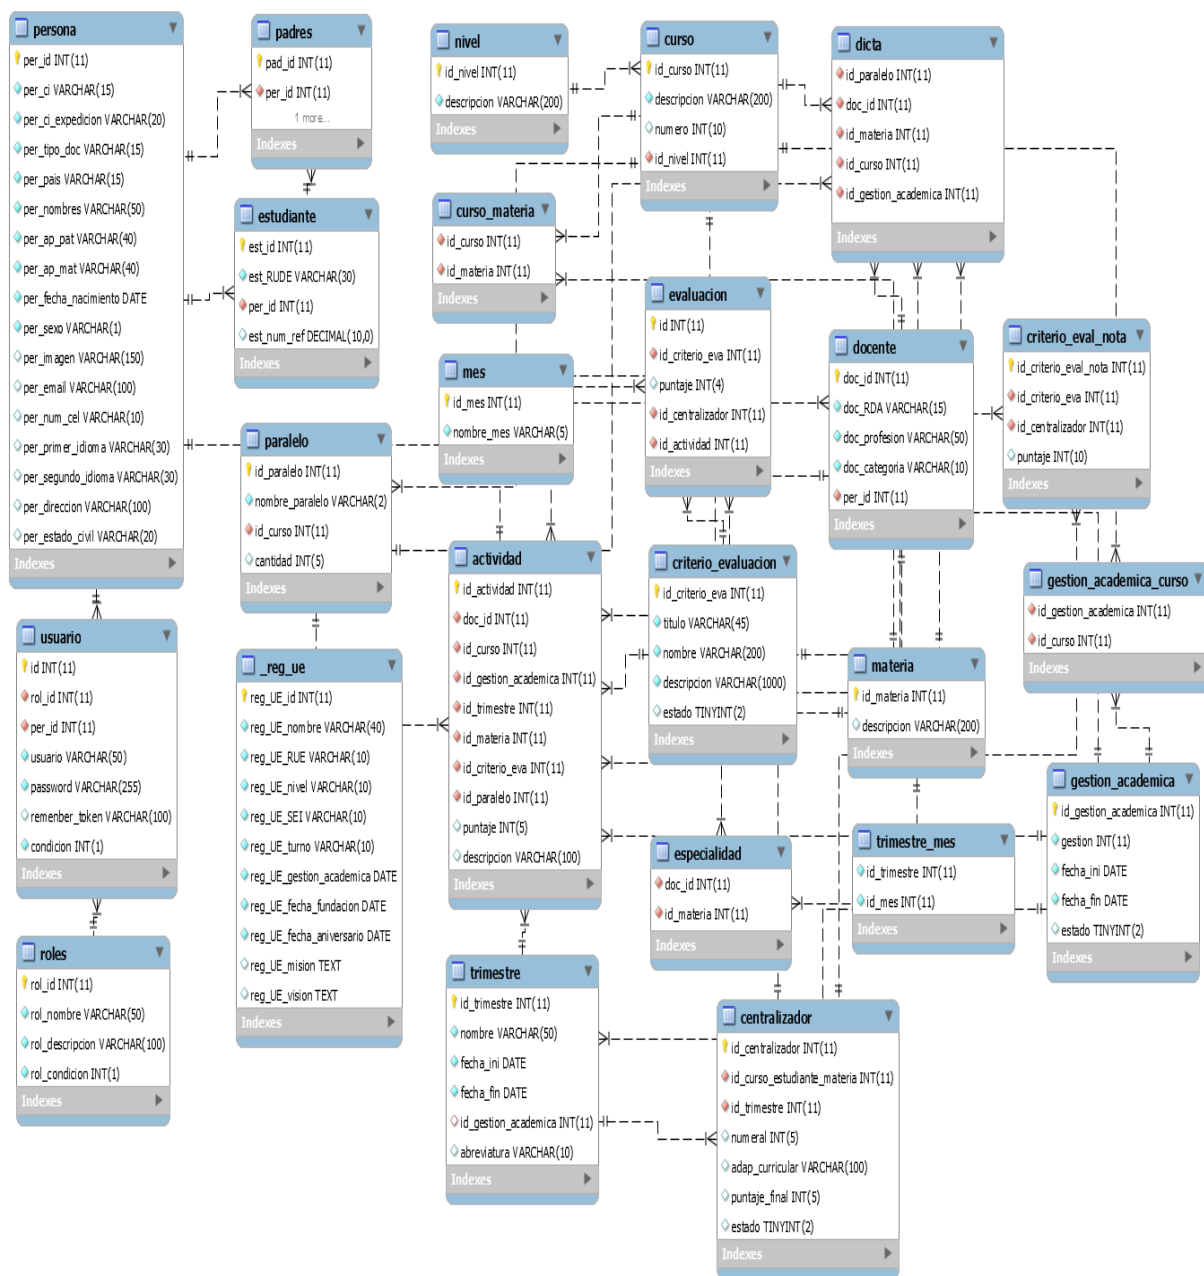 persona
per_id INT(11)
per_ci VARCHAR(15)
per_ci_expedicion VARCHAR(20)
per_tipo_doc VARCHAR(15)
per_pais VARCHAR(15)
per_nombres VARCHAR(50)
per_ap_pat VARCHAR(40)
per_ap_mat VARCHAR(40)
per_fecha_nacimiento DATE
per_sexo VARCHAR(1)
per_imagen VARCHAR(150)
per_email VARCHAR(100)
per_num_cel VARCHAR(10)
per_primer_idioma VARCHAR(30)
per_segundo_idioma VARCHAR(30)
per_direccion VARCHAR(100)
per_estado_civil VARCHAR(20)
Indexes
padres
pad_id INT(11)
per_id INT(11)
1 more...
Indexes
estudiante
est_id INT(11)
est_RUDE VARCHAR(30)
per_id INT(11)
est_num_ref DECIMAL(10,0)
Indexes
nivel
id_nivel INT(11)
descripcion VARCHAR(200)
Indexes
curso
id_curso INT(11)
descripcion VARCHAR(200)
numero INT(10)
id_nivel INT(11)
Indexes
dicta
id_paralelo INT(11)
doc_id INT(11)
id_materia INT(11)
id_curso INT(11)
id_gestion_academica INT(11)
Indexes
curso_materia
id_curso INT(11)
id_materia INT(11)
Indexes
evaluacion
id INT(11)
id_criterio_eva INT(11)
puntaje INT(4)
id_centralizador INT(11)
id_actividad INT(11)
Indexes
docente
doc_id INT(11)
doc_RDA VARCHAR(15)
doc_profesion VARCHAR(50)
doc_categoria VARCHAR(10)
per_id INT(11)
Indexes
criterio_eval_nota
id_criterio_eval_nota INT(11)
id_criterio_eva INT(11)
id_centralizador INT(11)
puntaje INT(10)
Indexes
mes
id_mes INT(11)
nombre_mes VARCHAR(5)
Indexes
paralelo
id_paralelo INT(11)
nombre_paralelo VARCHAR(2)
id_curso INT(11)
cantidad INT(5)
Indexes
actividad
id_actividad INT(11)
doc_id INT(11)
id_curso INT(11)
id_gestion_academica INT(11)
id_trimestre INT(11)
id_materia INT(11)
id_criterio_eva INT(11)
id_paralelo INT(11)
puntaje INT(5)
descripcion VARCHAR(100)
Indexes
criterio_evaluacion
id_criterio_eva INT(11)
titulo VARCHAR(45)
nombre VARCHAR(200)
descripcion VARCHAR(1000)
estado TINYINT(2)
Indexes
gestion_academica_curso
id_gestion_academica INT(11)
id_curso INT(11)
Indexes
usuario
id INT(11)
rol_id INT(11)
per_id INT(11)
usuario VARCHAR(50)
password VARCHAR(255)
remenber_token VARCHAR(100)
condicion INT(1)
Indexes
_reg_ue
reg_UE_id INT(11)
reg_UE_nombre VARCHAR(40)
reg_UE_RUE VARCHAR(10)
reg_UE_nivel VARCHAR(10)
reg_UE_SEI VARCHAR(10)
reg_UE_turno VARCHAR(10)
reg_UE_gestion_academica DATE
reg_UE_fecha_fundacion DATE
reg_UE_fecha_aniversario DATE
reg_UE_mision TEXT
reg_UE_vision TEXT
Indexes
materia
id_materia INT(11)
descripcion VARCHAR(200)
Indexes
gestion_academica
id_gestion_academica INT(11)
gestion INT(11)
fecha_ini DATE
fecha_fin DATE
estado TINYINT(2)
Indexes
especialidad
doc_id INT(11)
id_materia INT(11)
Indexes
trimestre_mes
id_trimestre INT(11)
id_mes INT(11)
Indexes
roles
rol_id INT(11)
rol_nombre VARCHAR(50)
rol_descripcion VARCHAR(100)
rol_condicion INT(1)
Indexes
trimestre
id_trimestre INT(11)
nombre VARCHAR(50)
fecha_ini DATE
fecha_fin DATE
id_gestion_academica INT(11)
abreviatura VARCHAR(10)
Indexes
centralizador
id_centralizador INT(11)
id_curso_estudiante_materia INT(11)
id_trimestre INT(11)
numeral INT(5)
adap_curricular VARCHAR(100)
puntaje_final INT(5)
estado TINYINT(2)
Indexes